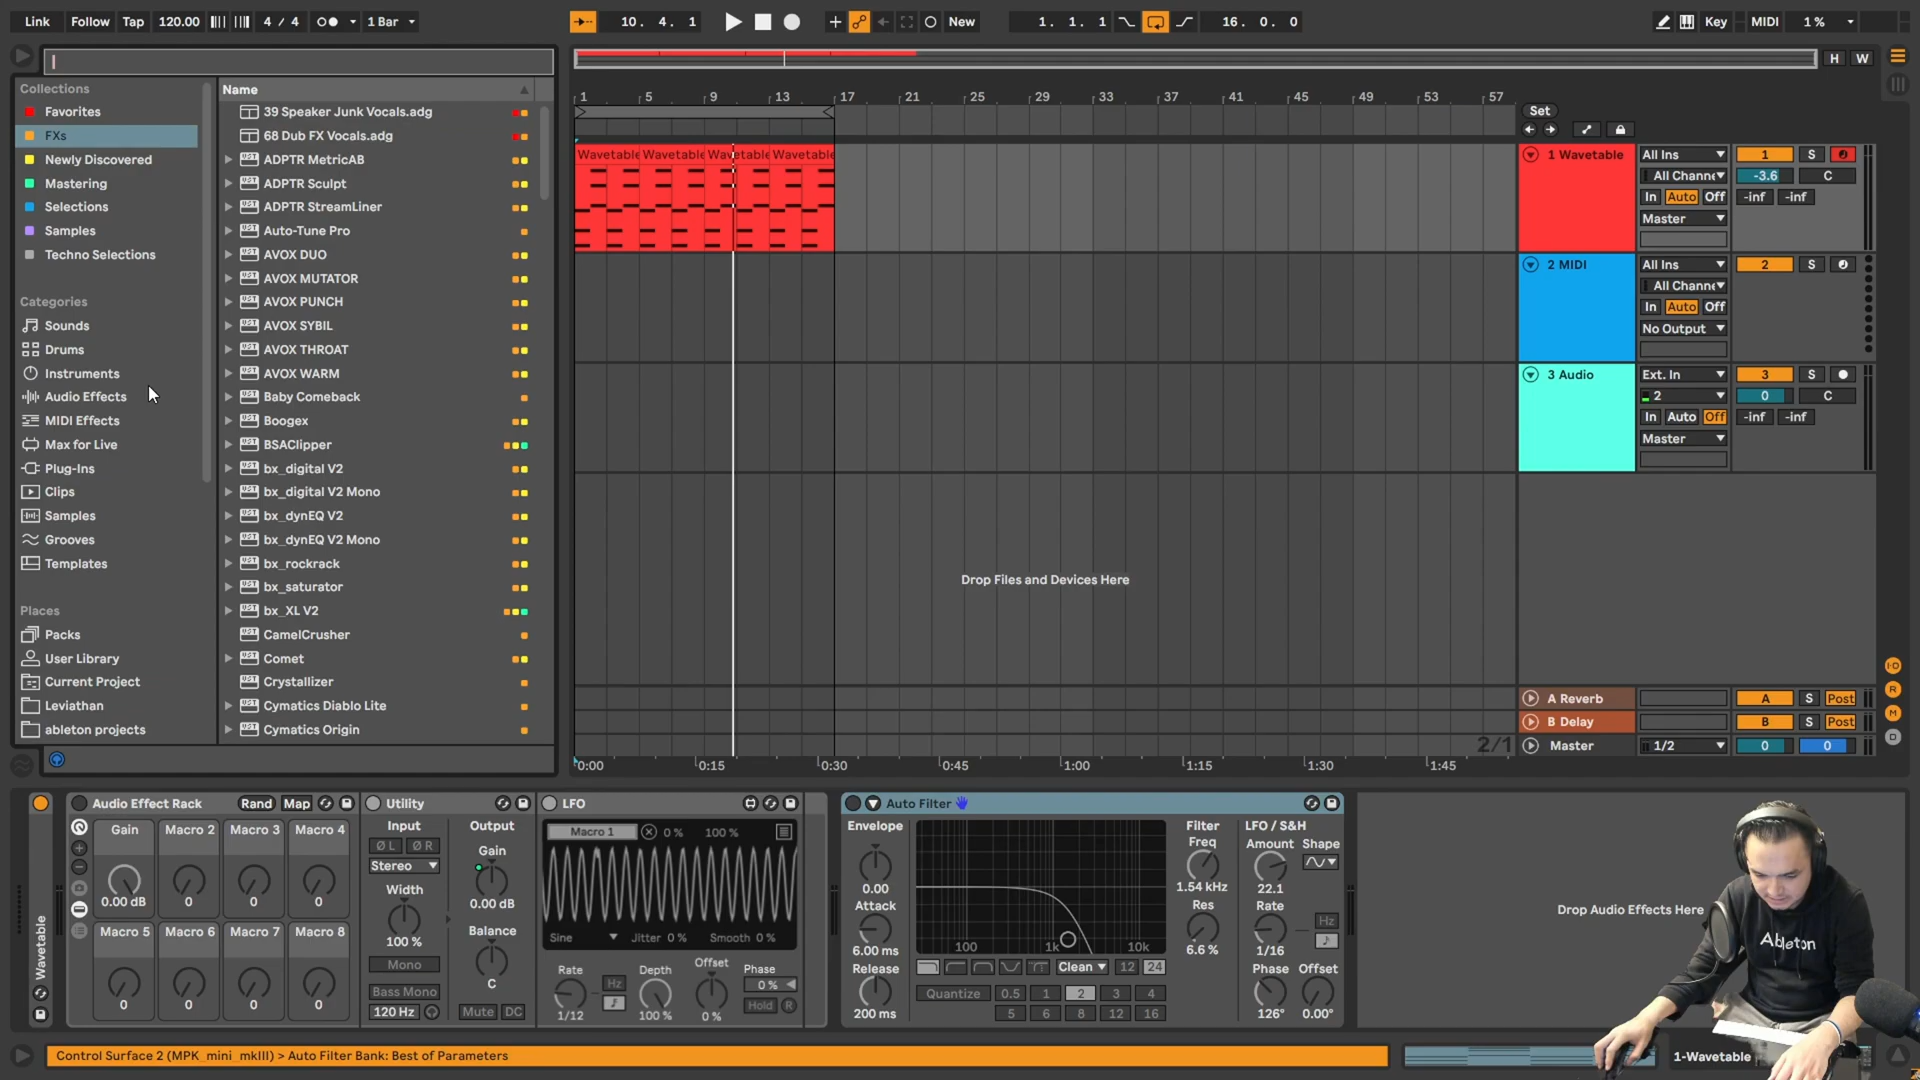 Link Follow Tap 120.00 4 / 4 1 Bar 10. 4. 1 New 1. 1. 1 16. 0. 0 Key MIDI 1 %
H W
Collections
Favorites
FXs
Newly Discovered
Mastering
Selections
Samples
Techno Selections
Categories
Sounds
Drums
Instruments
Audio Effects
MIDI Effects
Max for Live
Plug-Ins
Clips
Samples
Grooves
Templates
Places
Packs
User Library
Current Project
Leviathan
ableton projects
Name
39 Speaker Junk Vocals.adg
68 Dub FX Vocals.adg
ADPTR MetricAB
ADPTR Sculpt
ADPTR StreamLiner
Auto-Tune Pro
AVOX DUO
AVOX MUTATOR
AVOX PUNCH
AVOX SYBIL
AVOX THROAT
AVOX WARM
Baby Comeback
Boogex
BSAClipper
bx_digital V2
bx_digital V2 Mono
bx_dynEQ V2
bx_dynEQ V2 Mono
bx_rockrack
bx_saturator
bx_XL V2
CamelCrusher
Comet
Crystallizer
Cymatics Diablo Lite
Cymatics Origin
1 5 9 13 17 21 25 29 33 37 41 45 49 53 57
Set
Wavetable Wavetable Wavetable Wavetable
1 Wavetable All Ins 1 S
All Channe -3.6 C
In Auto Off -inf -inf
Master
2 MIDI All Ins 2 S
All Channe
In Auto Off
No Output
3 Audio Ext. In 3 S
2 0 C
In Auto Off -inf -inf
Master
Drop Files and Devices Here
A Reverb A S Post
B Delay B S Post
2/1 Master 1/2 0 0
0:00 0:15 0:30 0:45 1:00 1:15 1:30 1:45
I·O
R
M
D
Wavetable
Audio Effect Rack Rand Map
Gain Macro 2 Macro 3 Macro 4
0.00 dB 0 0 0
Macro 5 Macro 6 Macro 7 Macro 8
0 0 0 0
Utility
Input Output
Ø L Ø R Gain
Stereo
Width 0.00 dB
Balance
100 %
Mono C
Bass Mono
120 Hz Mute DC
LFO
Macro 1 0 % 100 %
Sine Jitter 0 % Smooth 0 %
Rate Hz Depth Offset Phase
0 %
Hold R
1/12 100 % 0 %
Auto Filter
Envelope
0.00
Attack
6.00 ms
Release
200 ms
100 1k 10k
Clean 12 24
Quantize 0.5 1 2 3 4
5 6 8 12 16
Filter
Freq
1.54 kHz
Res
6.6 %
LFO / S&H
Amount Shape
22.1
Rate Hz
1/16
Phase Offset
126° 0.00°
Drop Audio Effects Here
Ableton
Control Surface 2 (MPK_mini_mkIII) > Auto Filter Bank: Best of Parameters
1-Wavetable